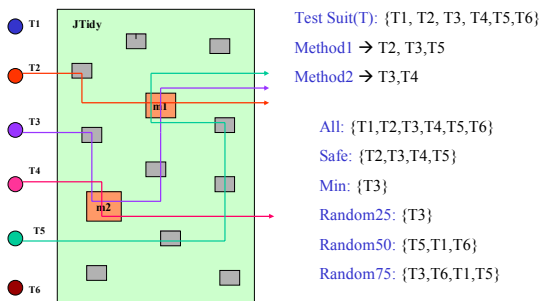 T1
T2
T3
T4
T5
T6
JTidy
m1
m2
Test Suit(T): {T1, T2, T3, T4,T5,T6}
Method1 → T2, T3,T5
Method2 → T3,T4
All: {T1,T2,T3,T4,T5,T6}
Safe: {T2,T3,T4,T5}
Min: {T3}
Random25: {T3}
Random50: {T5,T1,T6}
Random75: {T3,T6,T1,T5}